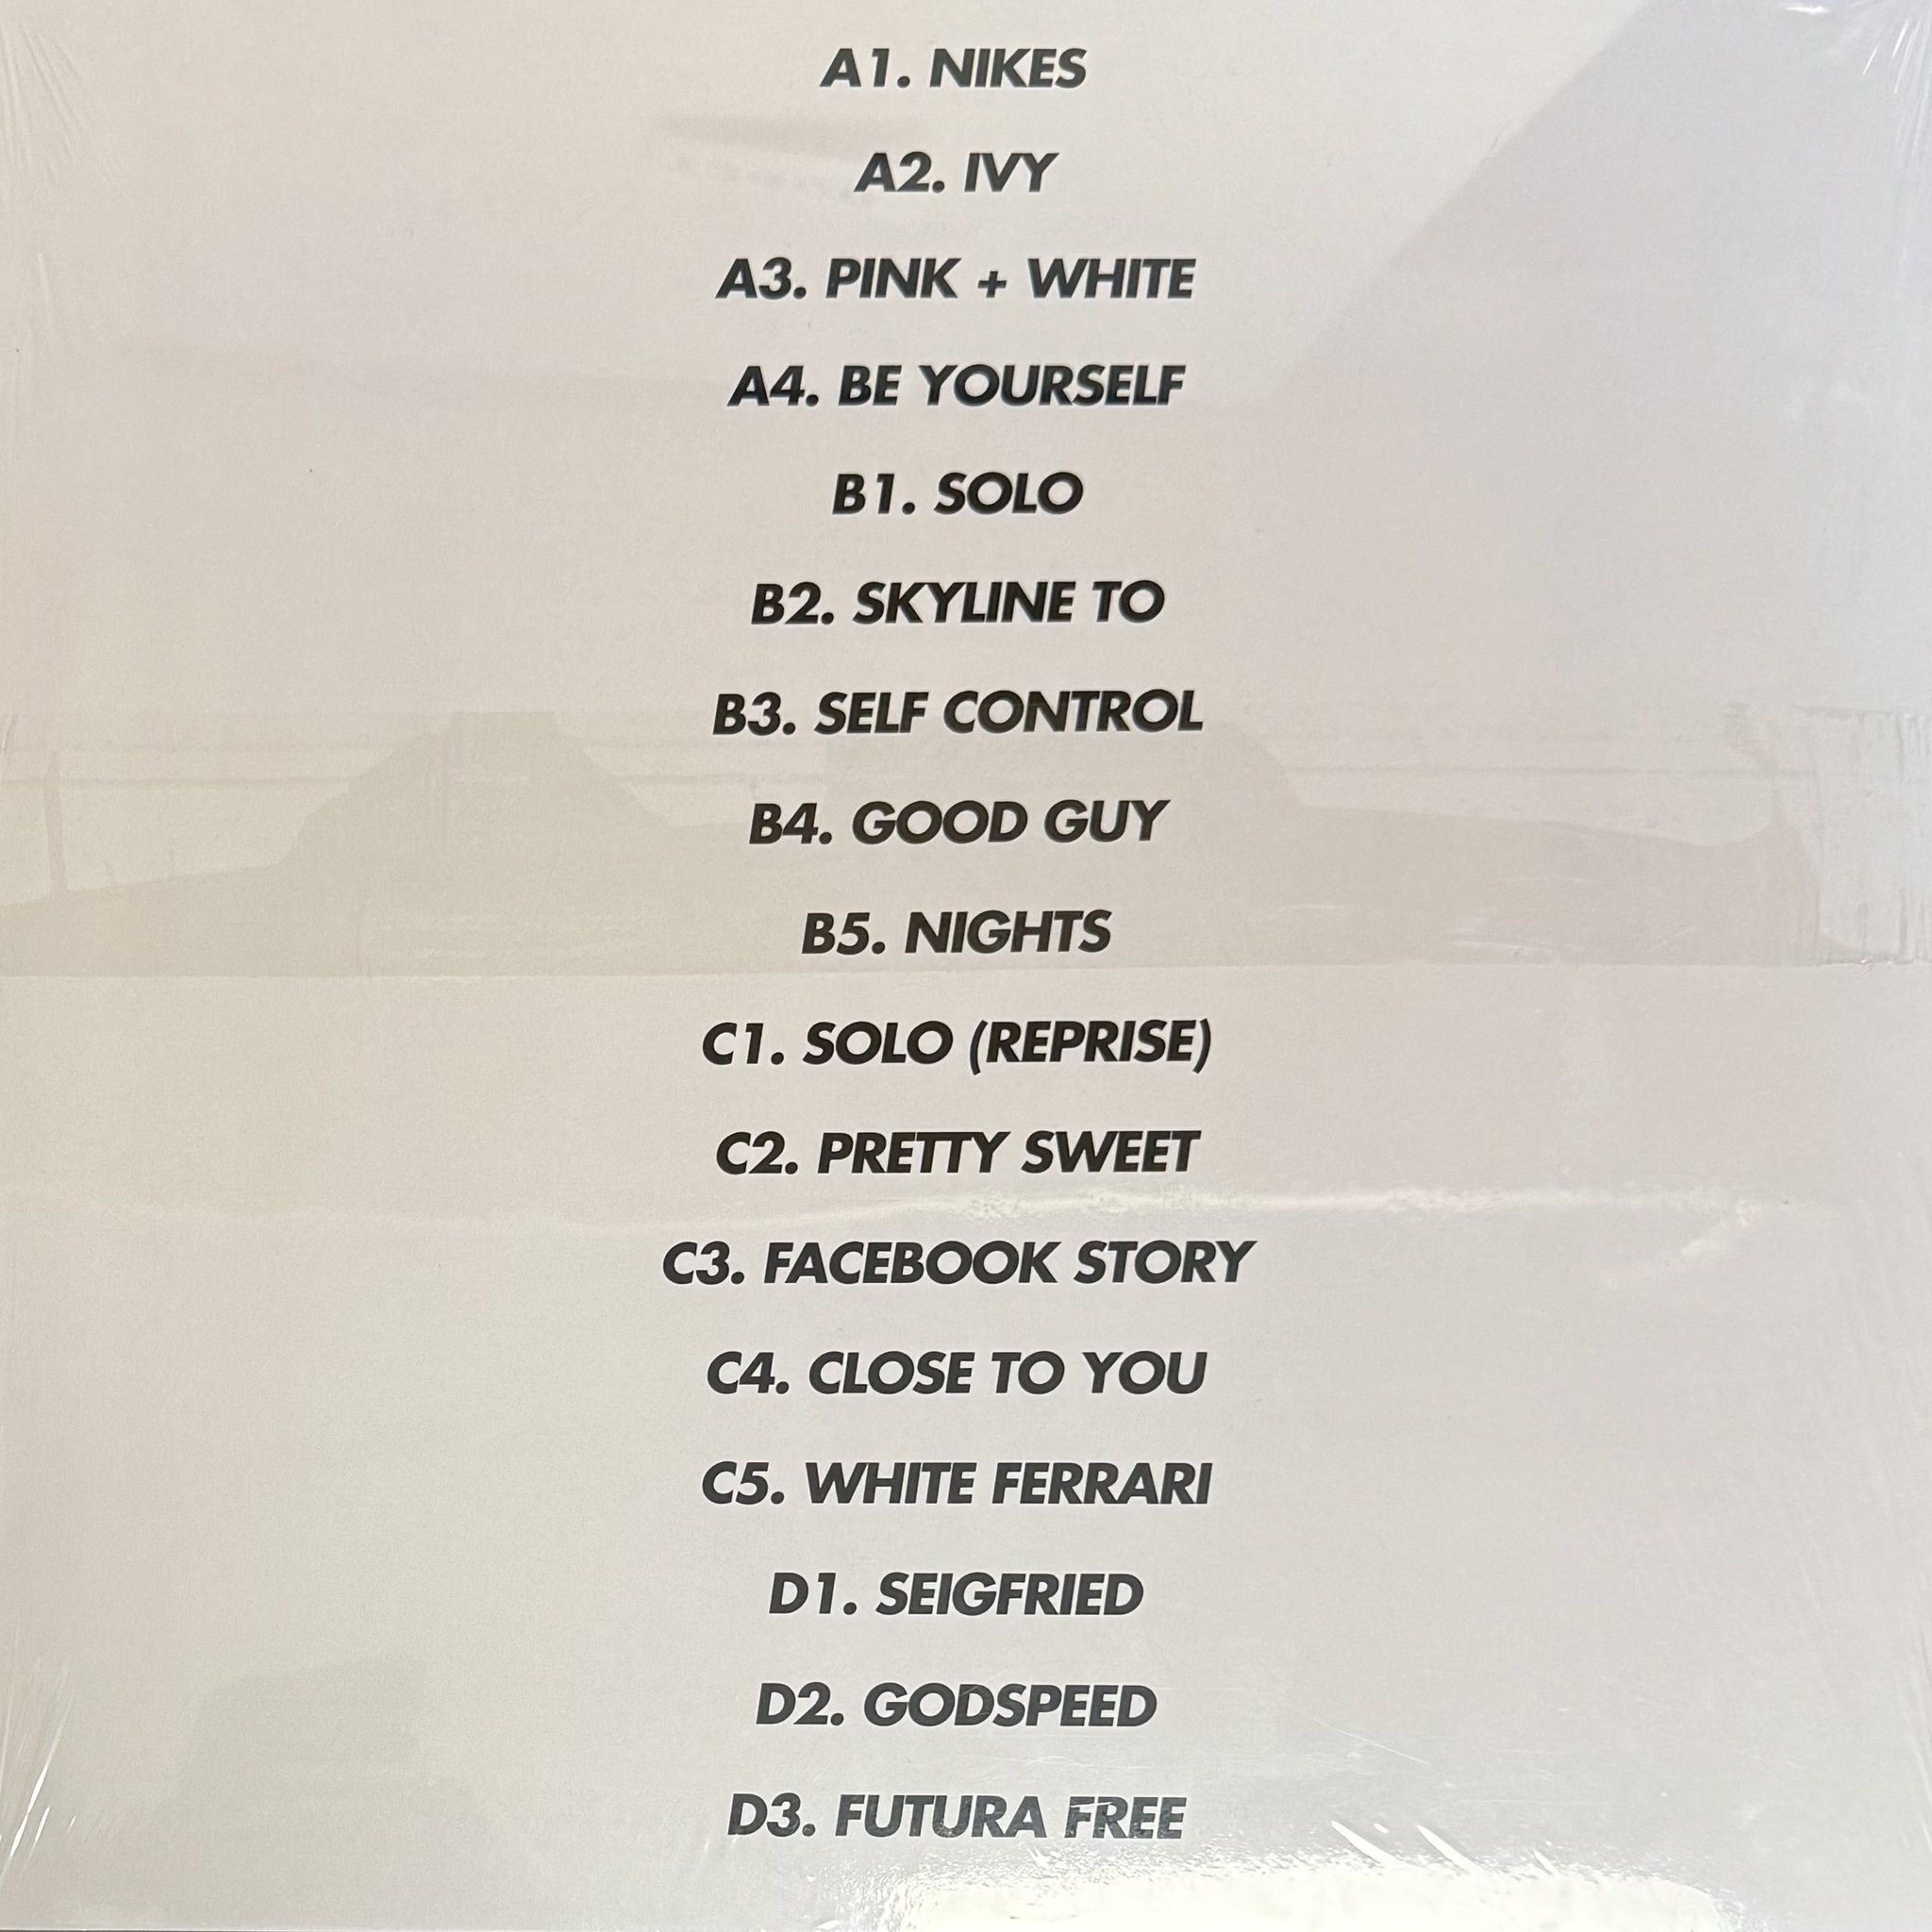 A1. NIKES
A2. IVY
A3. PINK + WHITE
A4. BE YOURSELF
B1. SOLO
B2. SKYLINE TO
B3. SELF CONTROL
B4. GOOD GUY
B5. NIGHTS
C1. SOLO (REPRISE)
C2. PRETTY SWEET
C3. FACEBOOK STORY
C4. CLOSE TO YOU
C5. WHITE FERRARI
D1. SEIGFRIED
D2. GODSPEED
D3. FUTURA FREE